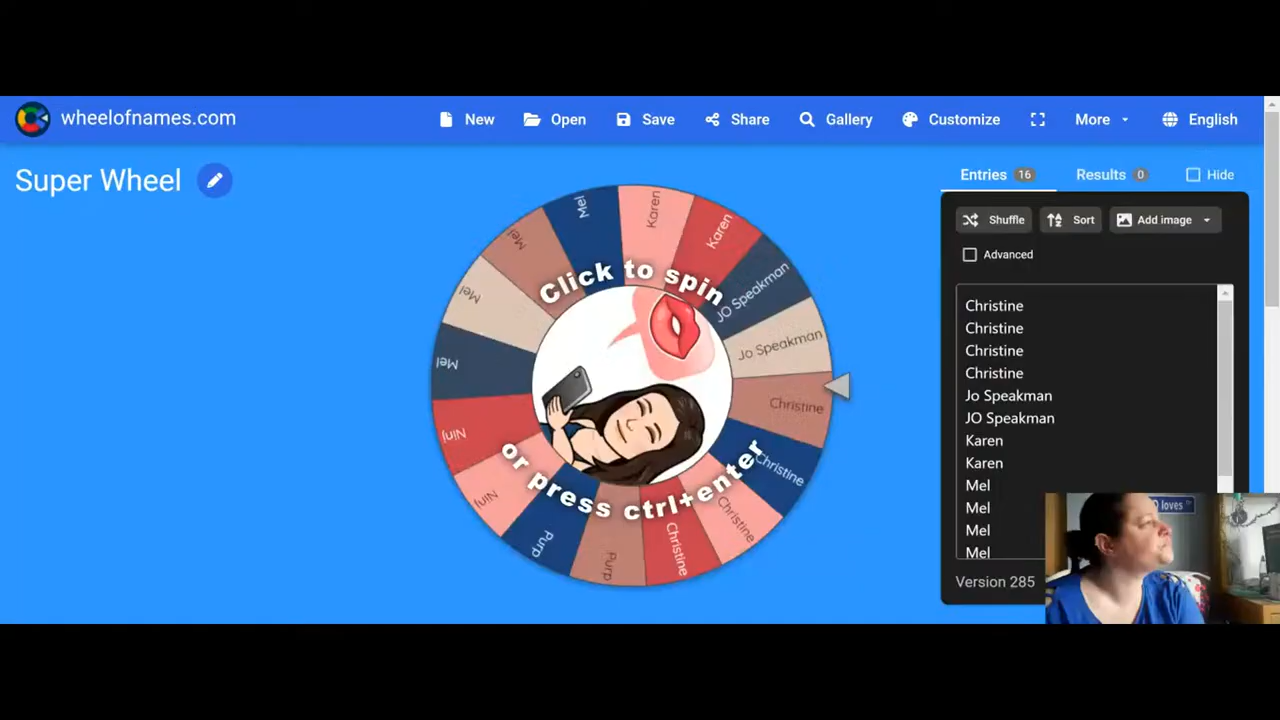 wheelofnames.com
New
Open
Save
Share
Gallery
Customize
More
English
Super Wheel
Entries 16
Results 0
Hide
Shuffle
Sort
Add image
Advanced
Christine
Christine
Christine
Christine
Jo Speakman
JO Speakman
Karen
Karen
Mel
Mel
Mel
Mel
Version 285
Click to spin
or press ctrl+enter
Karen
Karen
JO Speakman
Jo Speakman
Christine
Christine
Christine
Christine
Purp
Purp
Ninj
Ninj
Mel
Mel
Mel
Mel
loves